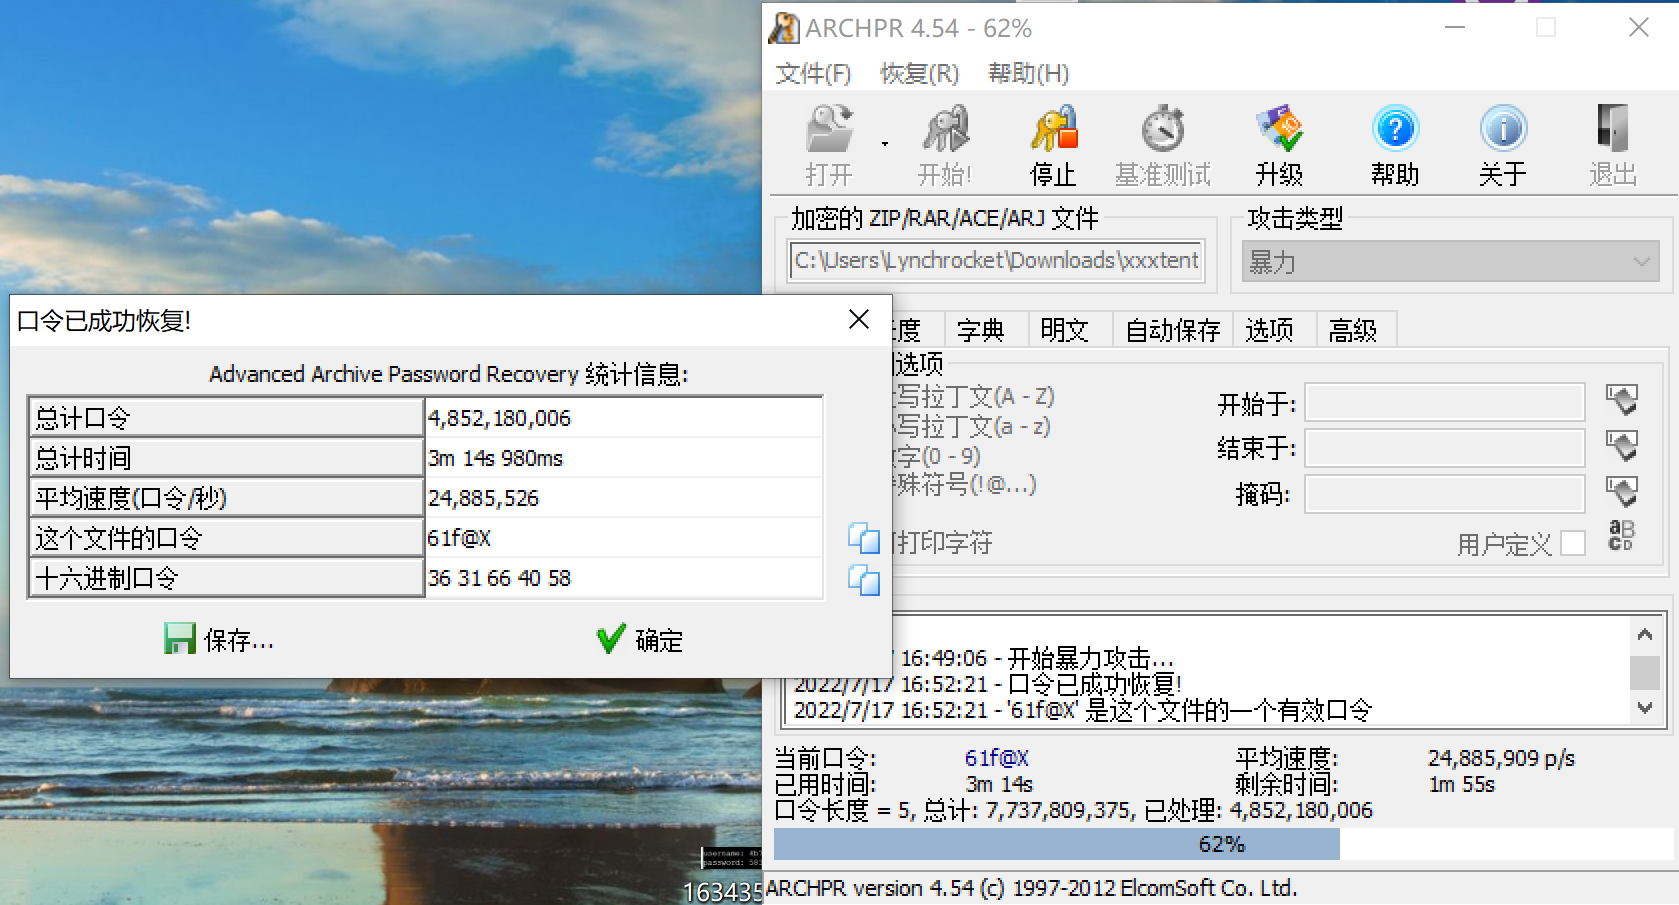 ARCHPR 4.54 - 62%
文件(F) 恢复(R) 帮助(H)
打开 开始! 停止 基准测试 升级 帮助 关于 退出
加密的 ZIP/RAR/ACE/ARJ 文件
攻击类型
C:\Users\Lynchrocket\Downloads\xxxtent
暴力
度 字典 明文 自动保存 选项 高级
选项
写拉丁文(A - Z)
写拉丁文(a - z)
字(0 - 9)
殊符号(!@...)
打印字符
开始于:
结束于:
掩码:
用户定义
口令已成功恢复!
Advanced Archive Password Recovery 统计信息:
总计口令 4,852,180,006
总计时间 3m 14s 980ms
平均速度(口令/秒) 24,885,526
这个文件的口令 61f@X
十六进制口令 36 31 66 40 58
保存... 确定
16:49:06 - 开始暴力攻击...
2022/7/17 16:52:21 - 口令已成功恢复!
2022/7/17 16:52:21 - '61f@X' 是这个文件的一个有效口令
当前口令: 61f@X 平均速度: 24,885,909 p/s
已用时间: 3m 14s 剩余时间: 1m 55s
口令长度 = 5, 总计: 7,737,809,375, 已处理: 4,852,180,006
62%
ARCHPR version 4.54 (c) 1997-2012 ElcomSoft Co. Ltd.
username:
password:
163435